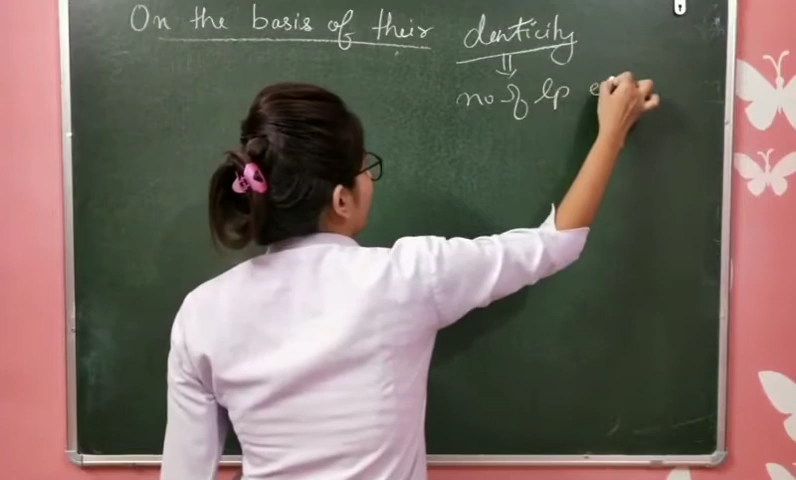 On the basis of their denticity
no of lp e